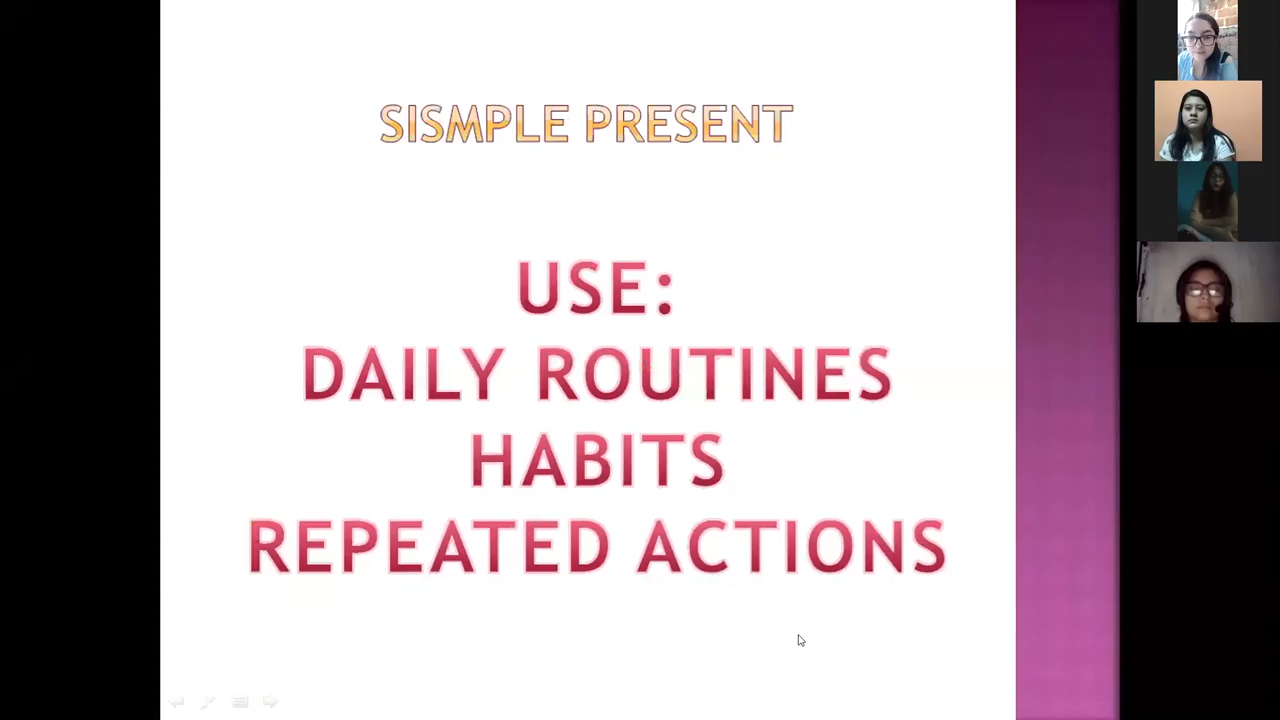 SISMPLE PRESENT
USE:
DAILY ROUTINES
HABITS
REPEATED ACTIONS